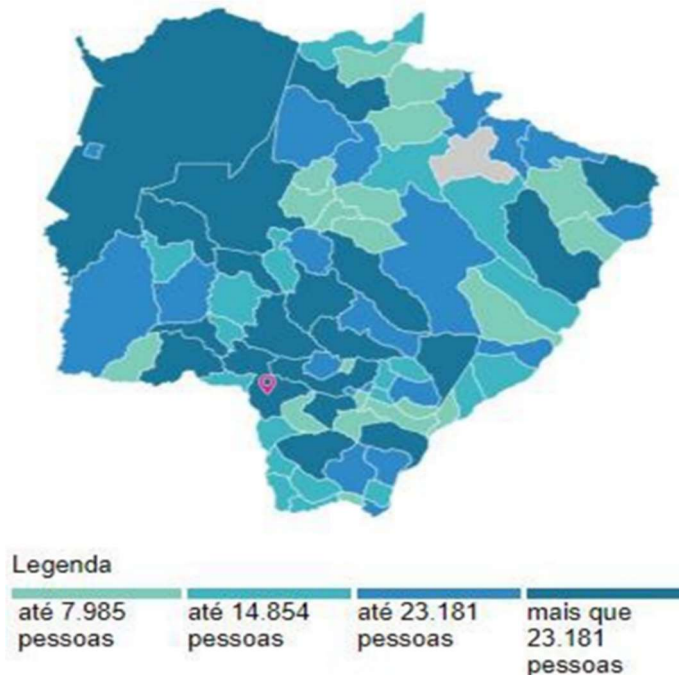 Legenda
até 7.985 até 14.854 até 23.181 mais que
pessoas pessoas pessoas 23.181
pessoas